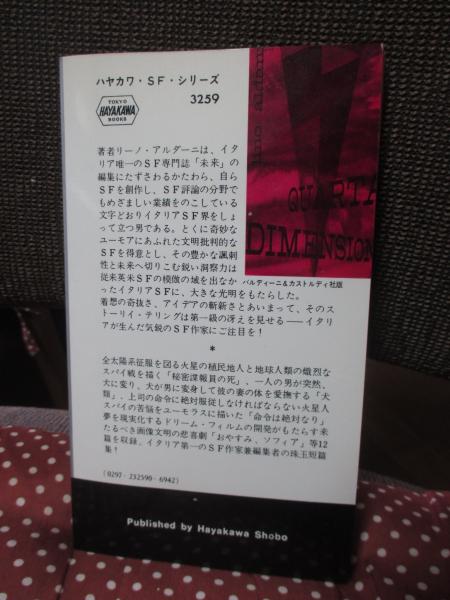 ハヤカワ・SF・シリーズ
3259
TOKYO
HAYAKAWA
BOOKS
lino aldani
QUARTA
DIMENSION
バルディーニ&カストルディ社版
著者リーノ・アルダーニは、イタ
リア唯一のSF専門誌「未来」の
編集にたずさわるかたわら、自ら
SFを創作し、SF評論の分野で
もめざましい業績をのこしている
文字どおりイタリアSF界をしょ
って立つ男である。とくに奇妙な
ユーモアにあふれた文明批判的な
SFを得意とし、その豊かな諷刺
性と未来へ切りこむ鋭い洞察力は
従来英米SFの模倣の域を出なか
ったイタリアSFに、大きな光明をもたらした。
着想の奇抜さ、アイデアの斬新さとあいまって、そのス
トーリイ・テリングは第一級の冴えを見せる──イタリ
アが生んだ気鋭のSF作家にご注目を!
*
全太陽系征服を図る火星の植民地人と地球人類の熾烈な
スパイ戦を描く「秘密諜報員の死」、一人の男が突然、
犬に変り、犬が男に変身して彼の妻の体を愛撫する「犬
類」、上司の命令に絶対服従しなければならない火星人
スパイの苦悩をユーモラスに描いた「命令は絶対なり」
夢を現実化するドリーム・フィルムの開発がもたらす来
たるべき画像文明の悲喜劇「おやすみ、ソフィア」等12
篇を収録。イタリア第一のSF作家兼編集者の珠玉短篇
集!
(0297-232590-6942)
Published by Hayakawa Shobo